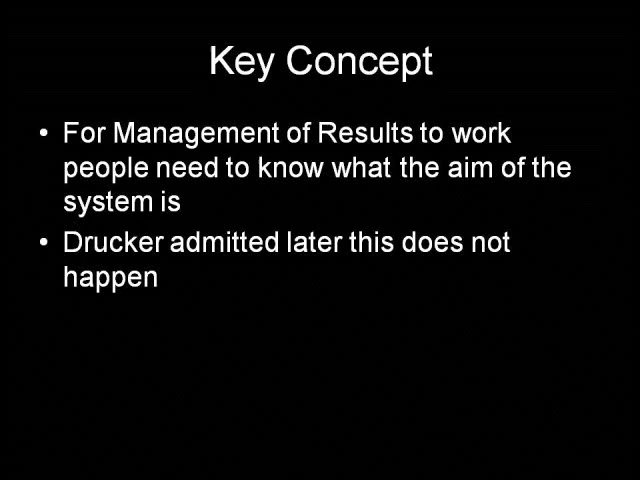 Key Concept
• For Management of Results to work
people need to know what the aim of the
system is
• Drucker admitted later this does not
happen